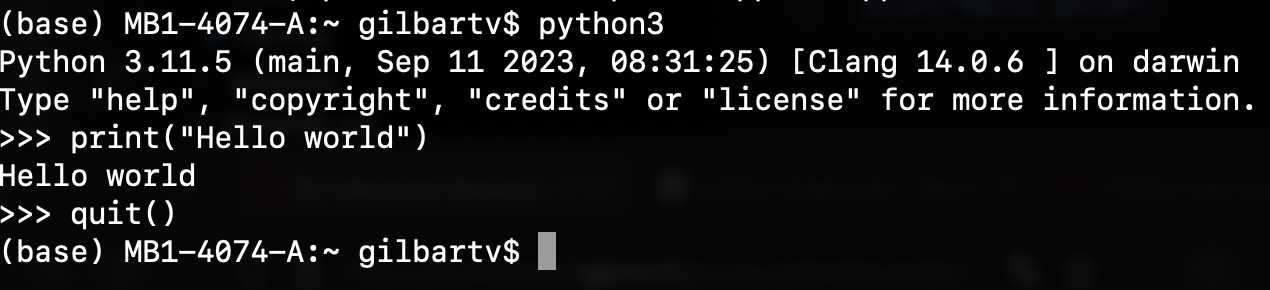 (base) MB1-4074-A:~ gilbartv$ python3
Python 3.11.5 (main, Sep 11 2023, 08:31:25) [Clang 14.0.6 ] on darwin
Type "help", "copyright", "credits" or "license" for more information.
>>> print("Hello world")
Hello world
>>> quit()
(base) MB1-4074-A:~ gilbartv$